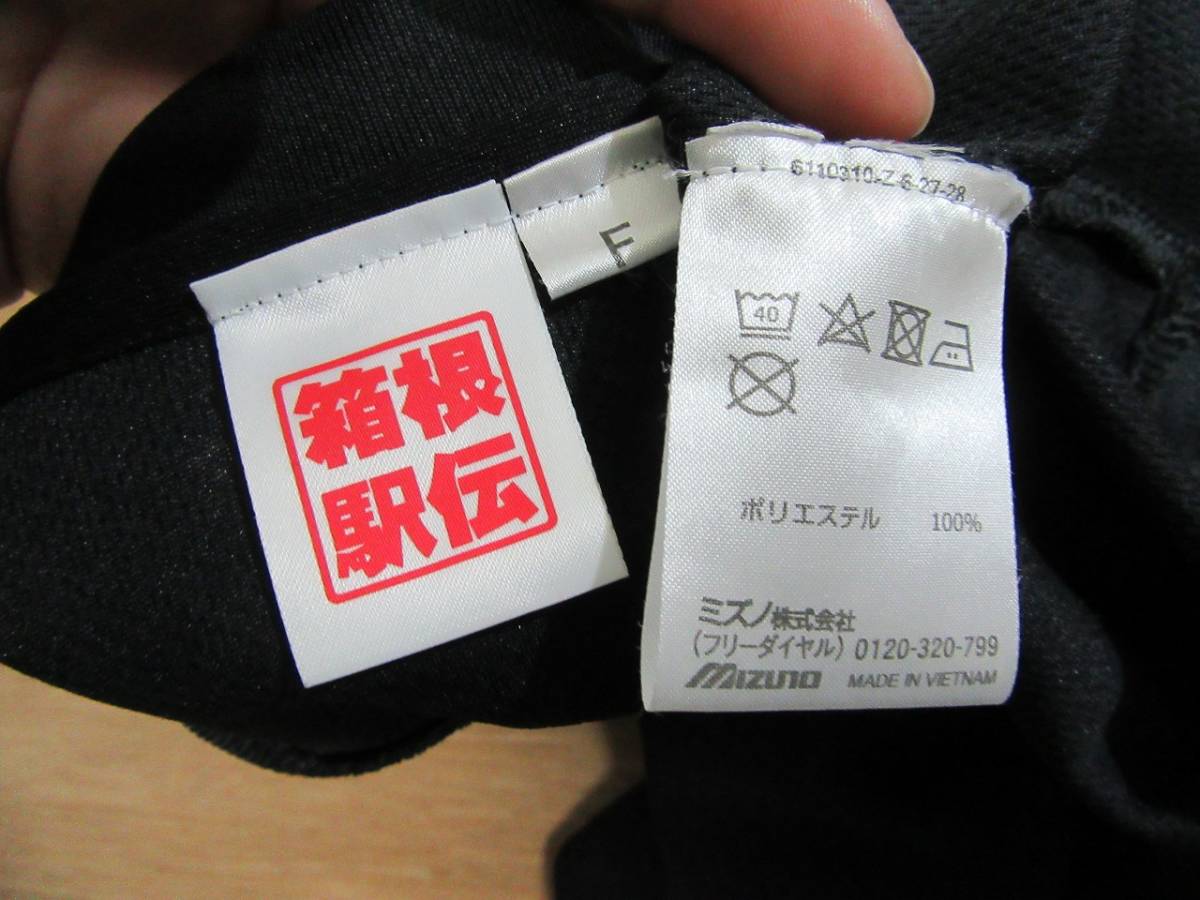 箱根
駅伝
F
6110310-Z-6-27-28
40
ポリエステル 100%
ミズノ株式会社
(フリーダイヤル) 0120-320-799
MIZUNO MADE IN VIETNAM